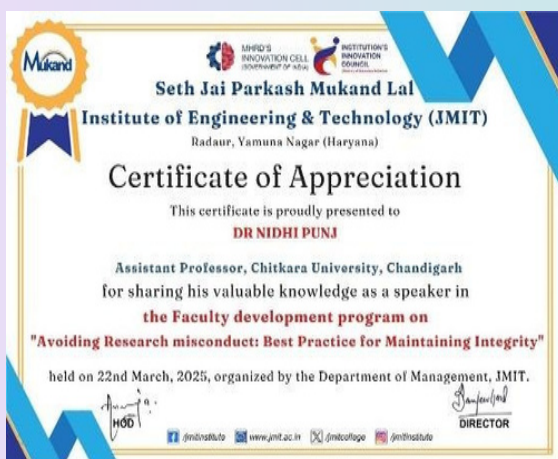 Mukand
MHRD'S
INNOVATION CELL
(GOVERNMENT OF INDIA)
INSTITUTION'S
INNOVATION
COUNCIL
Seth Jai Parkash Mukand Lal
Institute of Engineering & Technology (JMIT)
Radaur, Yamuna Nagar (Haryana)
Certificate of Appreciation
This certificate is proudly presented to
DR NIDHI PUNJ
Assistant Professor, Chitkara University, Chandigarh
for sharing his valuable knowledge as a speaker in
the Faculty development program on
"Avoiding Research misconduct: Best Practice for Maintaining Integrity"
held on 22nd March, 2025, organized by the Department of Management, JMIT.
HOD
DIRECTOR
/jmitinstitute www.jmit.ac.in /jmitcollege /jmitinstitute